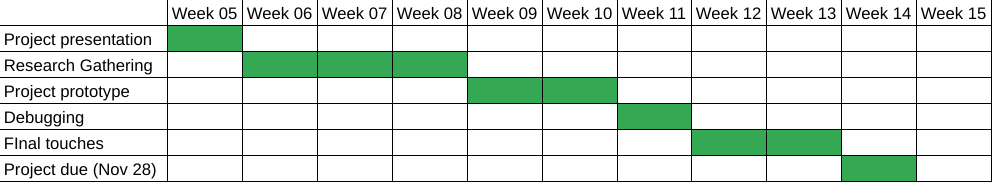 Week 05 Week 06 Week 07 Week 08 Week 09 Week 10 Week 11 Week 12 Week 13 Week 14 Week 15
Project presentation
Research Gathering
Project prototype
Debugging
FInal touches
Project due (Nov 28)